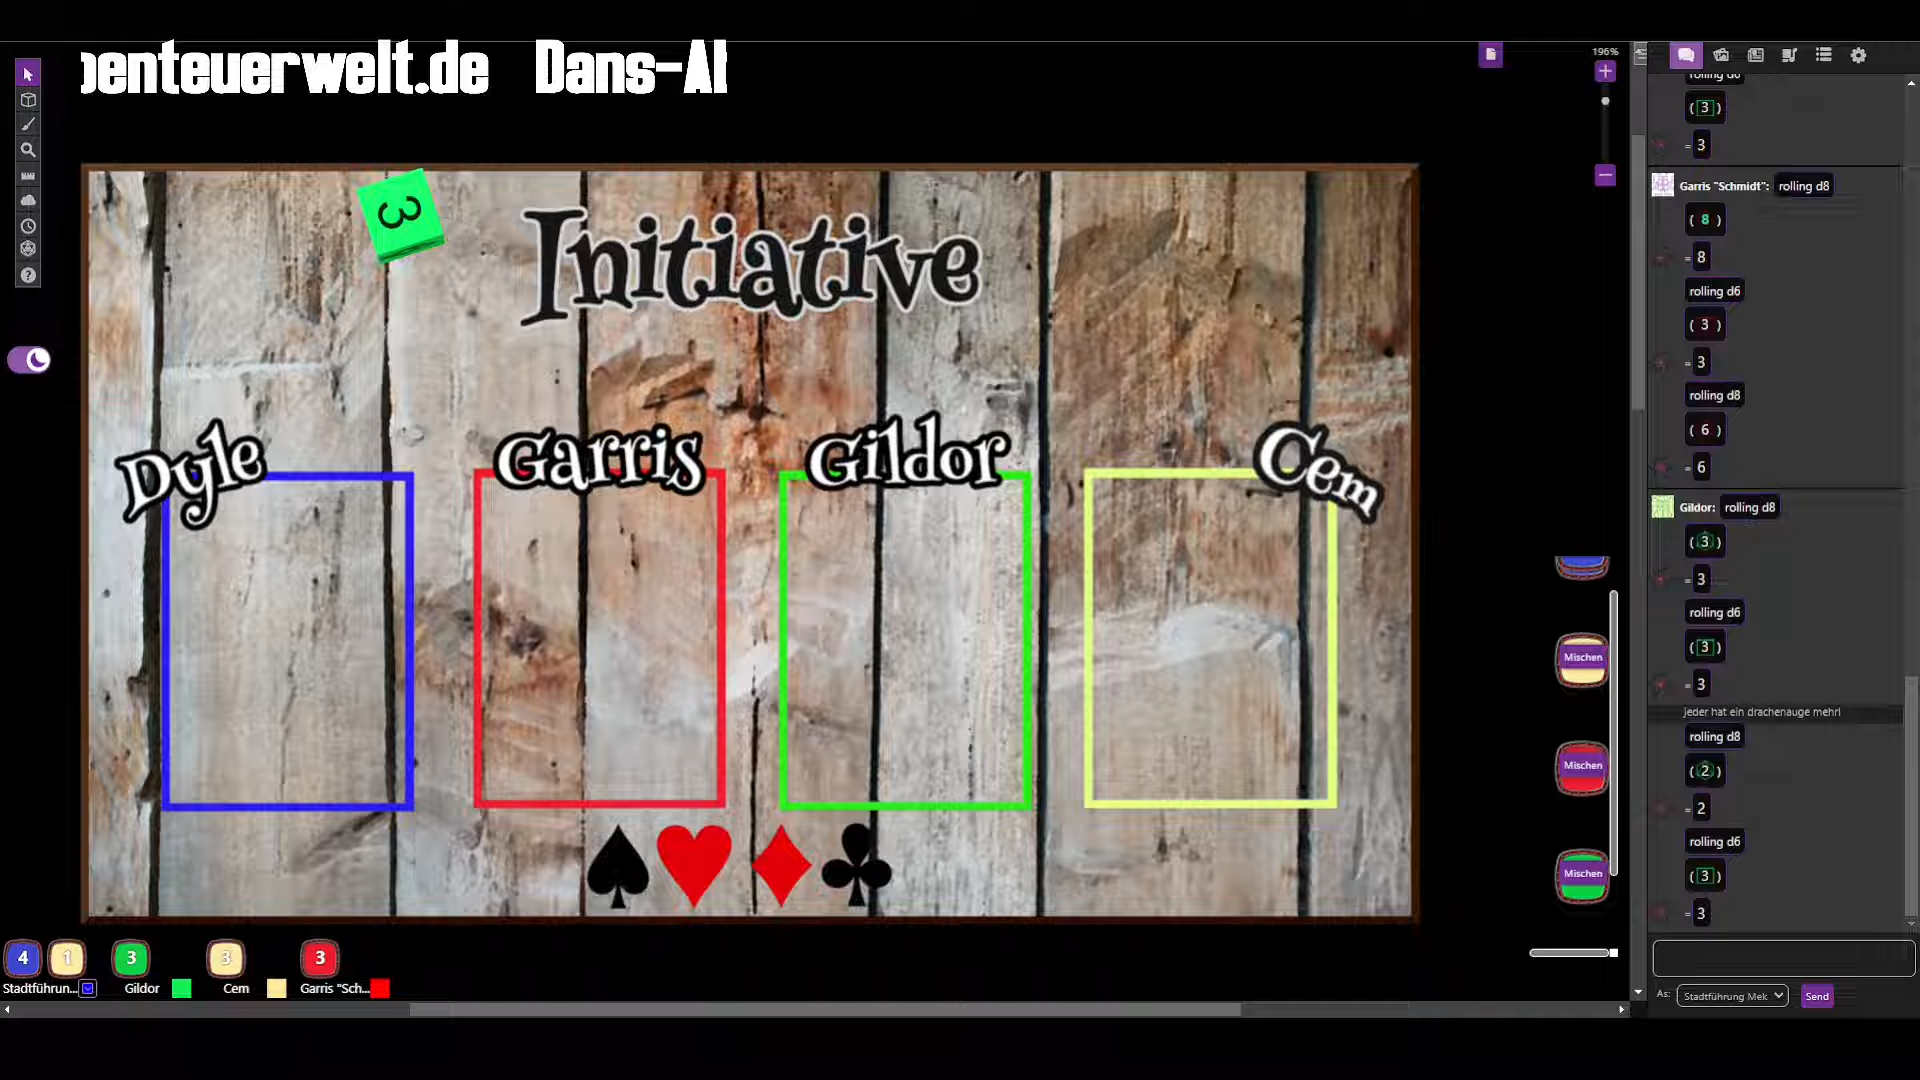 benteuerwelt.de Dans-Ab
196%
3
Initiative
Dyle
Garris
Gildor
Cem
Mischen
Mischen
Mischen
4
1
3
3
3
Stadtführun...
Gildor
Cem
Garris "Sch...
rolling d6
( 3 )
= 3
Garris "Schmidt": rolling d8
( 8 )
= 8
rolling d6
( 3 )
= 3
rolling d8
( 6 )
= 6
Gildor: rolling d8
( 3 )
= 3
rolling d6
( 3 )
= 3
jeder hat ein drachenauge mehr!
rolling d8
( 2 )
= 2
rolling d6
( 3 )
= 3
As: Stadtführung Mek Send